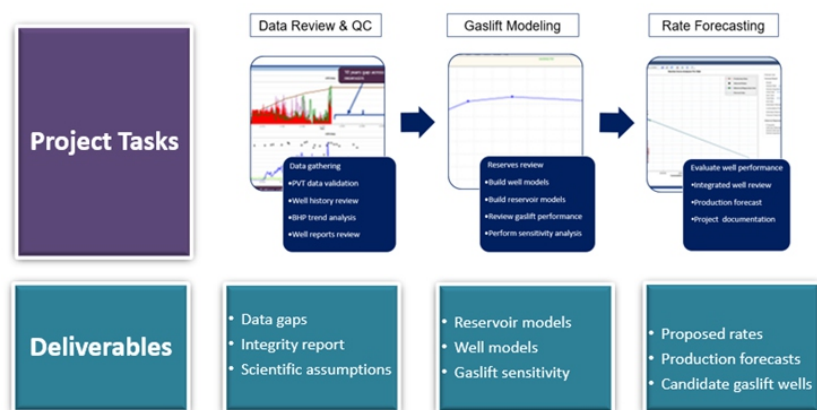 Data Review & QC
Gaslift Modeling
Rate Forecasting
Project Tasks
Data gathering
•PVT data validation
•Well history review
•BHP trend analysis
•Well reports review
Reserves review
•Build well models
•Build reservoir models
•Review gaslift performance
•Perform sensitivity analysis
Evaluate well performance
•Integrated well review
•Production forecast
•Project documentation
Deliverables
• Data gaps
• Integrity report
• Scientific assumptions
• Reservoir models
• Well models
• Gaslift sensitivity
• Proposed rates
• Production forecasts
• Candidate gaslift wells